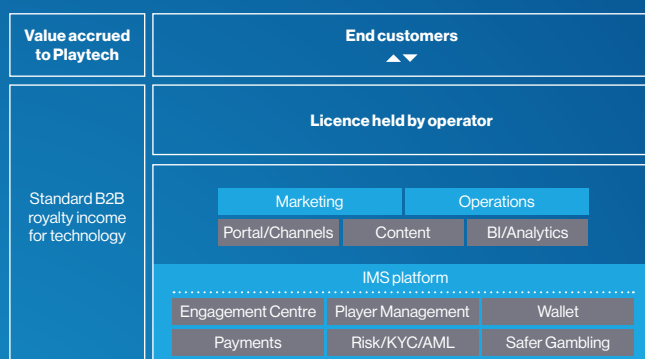 Value accrued
to Playtech
End customers
Licence held by operator
Standard B2B
royalty income
for technology
Marketing
Operations
Portal/Channels
Content
BI/Analytics
IMS platform
Engagement Centre
Player Management
Wallet
Payments
Risk/KYC/AML
Safer Gambling